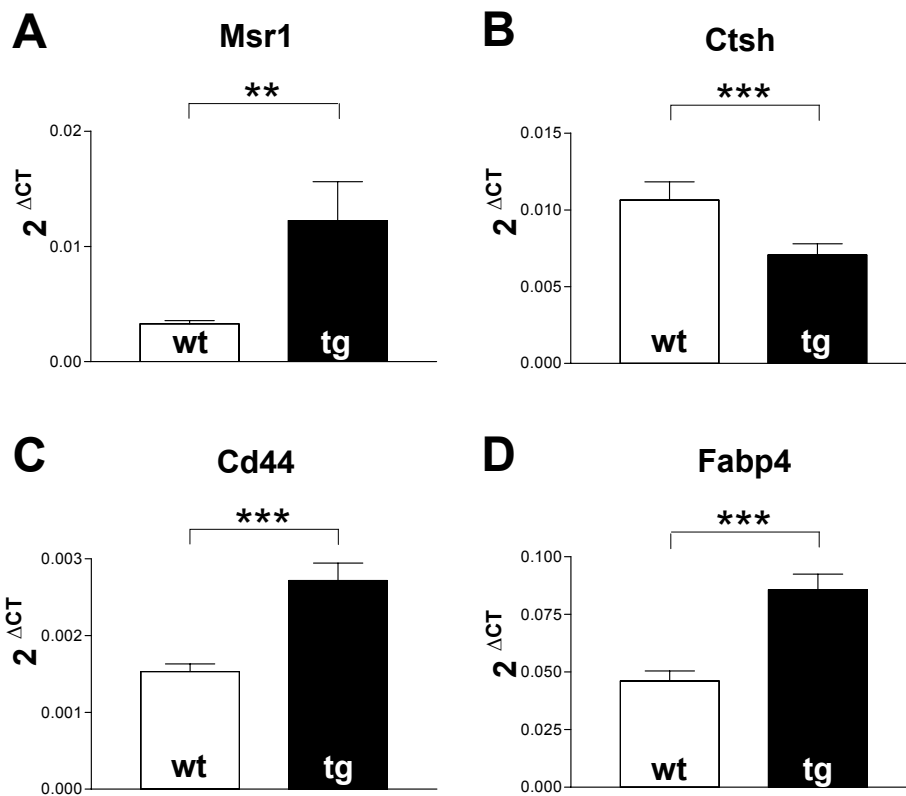 A
Msr1
**
0.02
0.01
0.00
2 ΔCT
wt
tg
B
Ctsh
***
0.015
0.010
0.005
0.000
2 ΔCT
wt
tg
C
Cd44
***
0.003
0.002
0.001
0.000
2 ΔCT
wt
tg
D
Fabp4
***
0.100
0.075
0.050
0.025
0.000
2 ΔCT
wt
tg